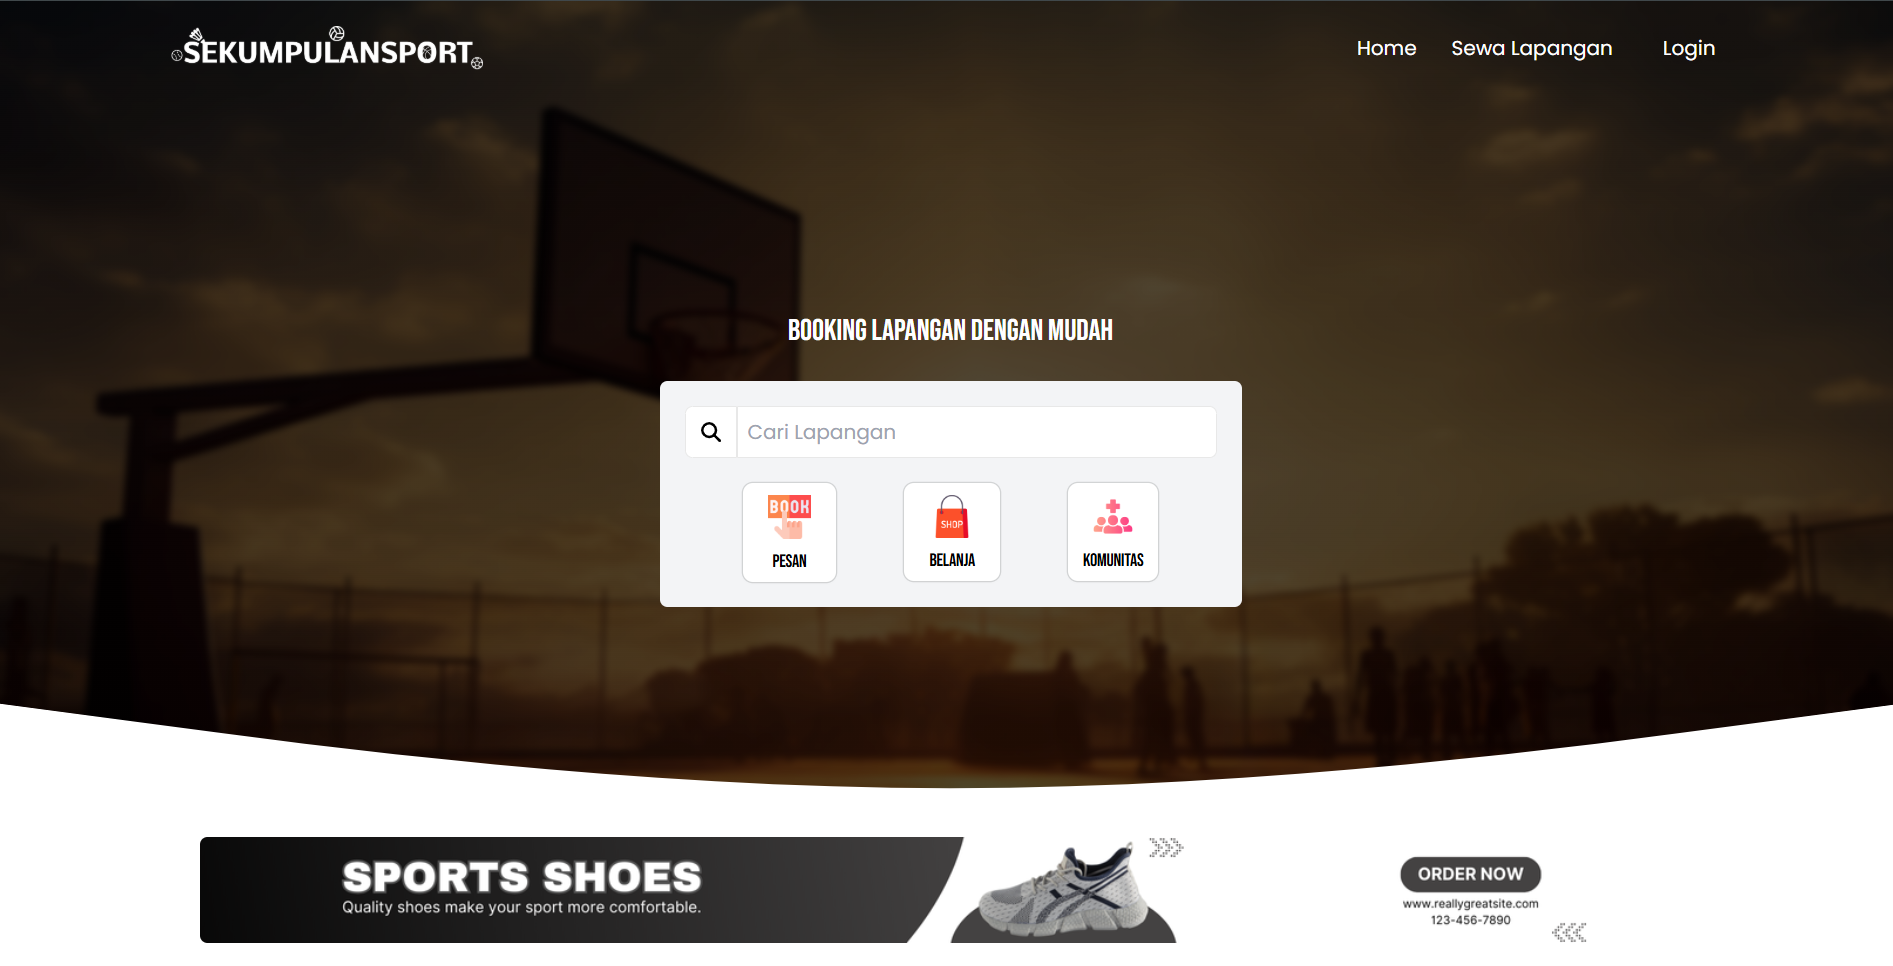 SEKUMPULANSPORT
Home
Sewa Lapangan
Login
BOOKING LAPANGAN DENGAN MUDAH
Cari Lapangan
BOOK
PESAN
SHOP
BELANJA
KOMUNITAS
SPORTS SHOES
Quality shoes make your sport more comfortable.
ORDER NOW
www.reallygreatsite.com
123-456-7890